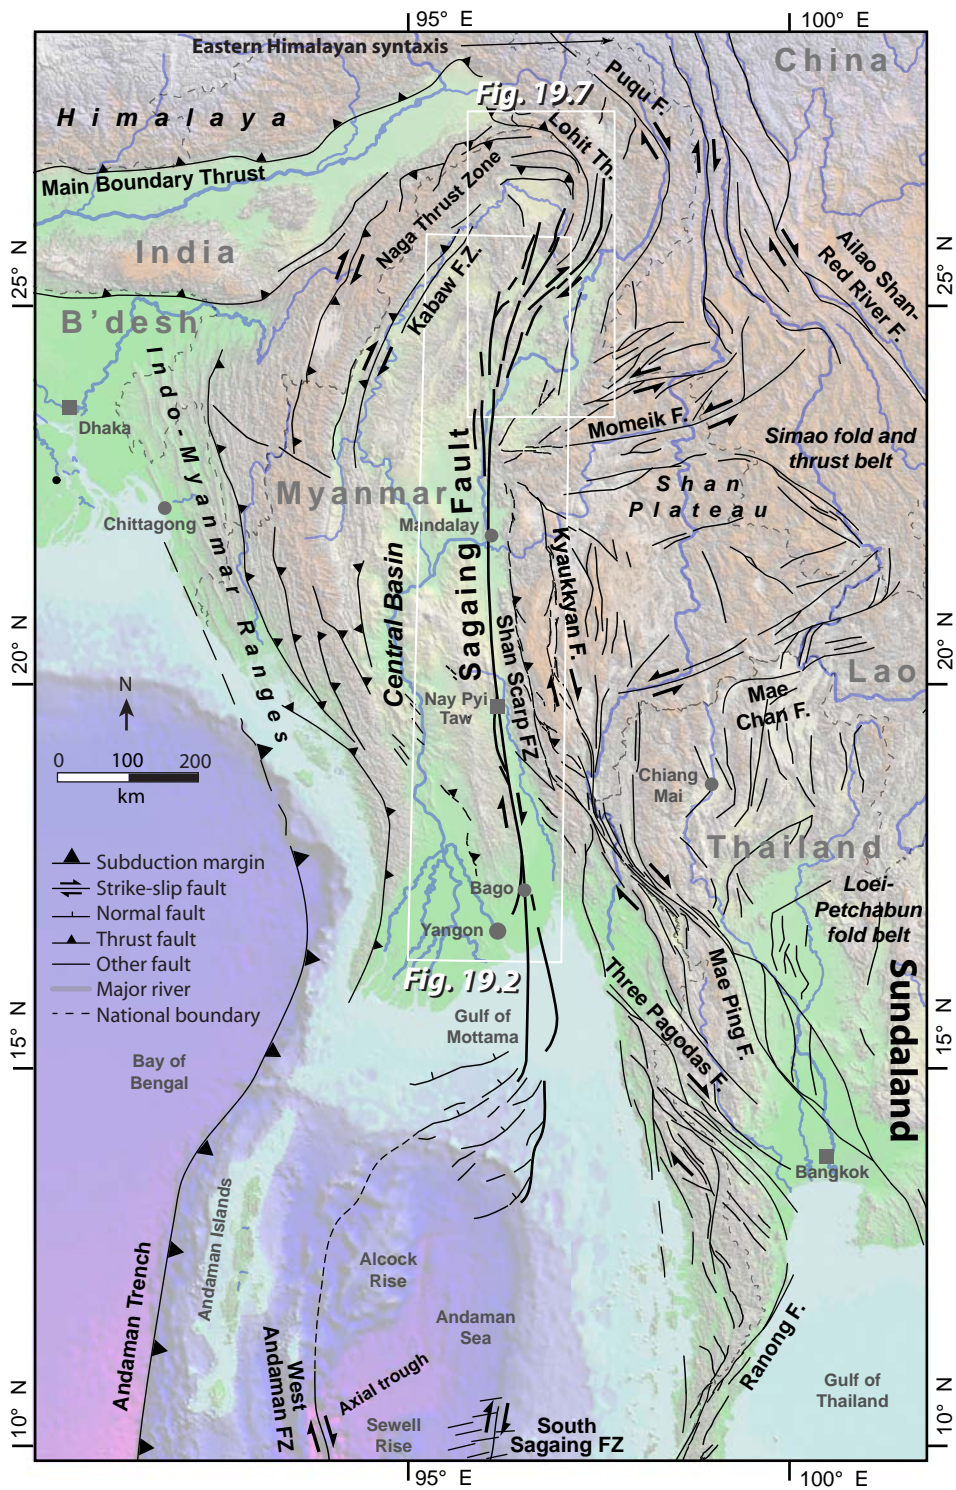 95° E
100° E
Eastern Himalayan syntaxis
China
Puqu F.
Fig. 19.7
Himalaya
Lohit Th.
Main Boundary Thrust
Naga Thrust Zone
India
Kabaw F.Z.
Ailao Shan-
Red River F.
25° N
25° N
B'desh
Indo-Myanmar Ranges
Dhaka
Momeik F.
Simao fold and
thrust belt
Myanmar
Shan
Plateau
Chittagong
Mandalay
Sagaing Fault
Kyaukkyan F.
Central Basin
Shan Scarp FZ
20° N
20° N
Lao
N
Nay Pyi
Taw
Mae
Chan F.
0 100 200
km
Chiang
Mai
Thailand
Subduction margin
Strike-slip fault
Normal fault
Thrust fault
Other fault
Major river
National boundary
Bago
Yangon
Loei-
Petchabun
fold belt
Fig. 19.2
Three Pagodas F.
Mae Ping F.
Sundaland
15° N
15° N
Gulf of
Mottama
Bay of
Bengal
Bangkok
Andaman Islands
Andaman Trench
Alcock
Rise
Andaman
Sea
West
Andaman FZ
Axial trough
Sewell
Rise
South
Sagaing FZ
Ranong F.
Gulf of
Thailand
10° N
10° N
95° E
100° E